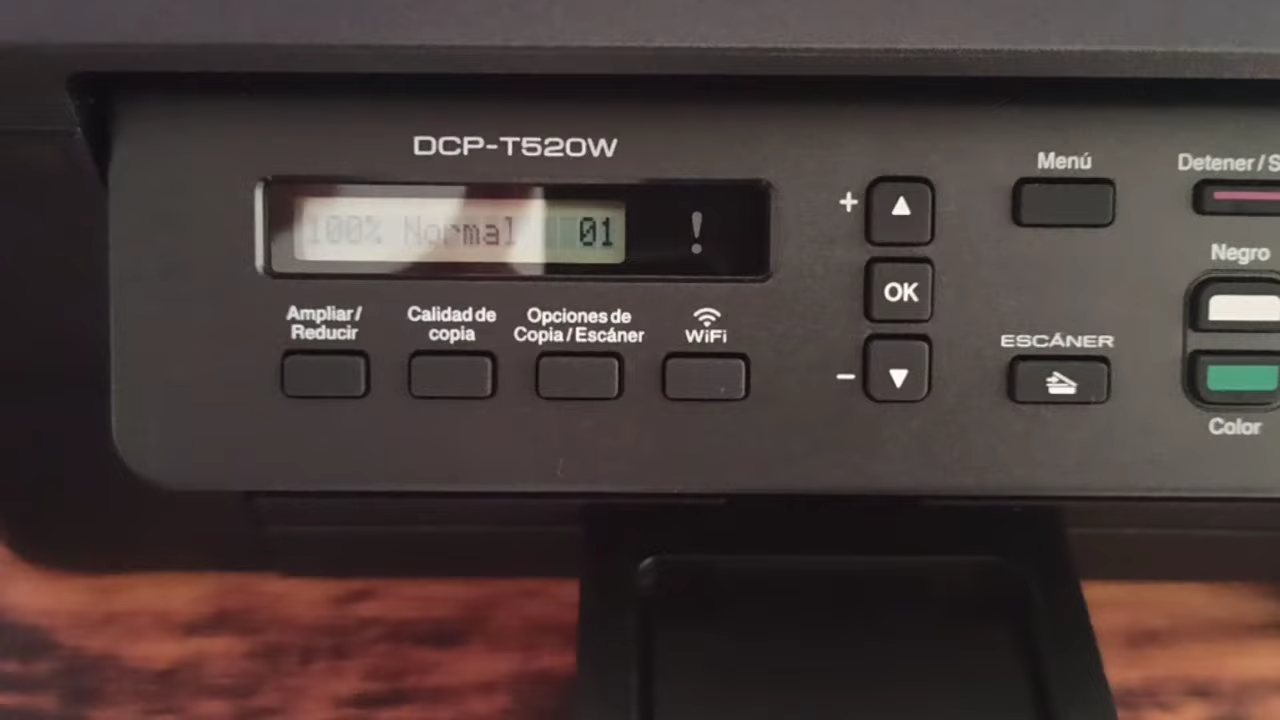 DCP-T520W
100% Normal 01
!
Ampliar/
Reducir
Calidad de
copia
Opciones de
Copia/Escáner
WiFi
+
OK
-
Menú
ESCÁNER
Detener/S
Negro
Color